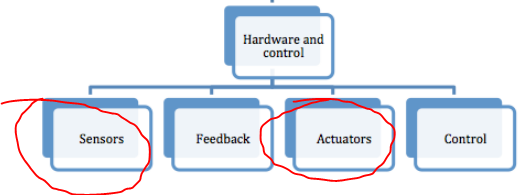 Hardware and
control
Sensors
Feedback
Actuators
Control